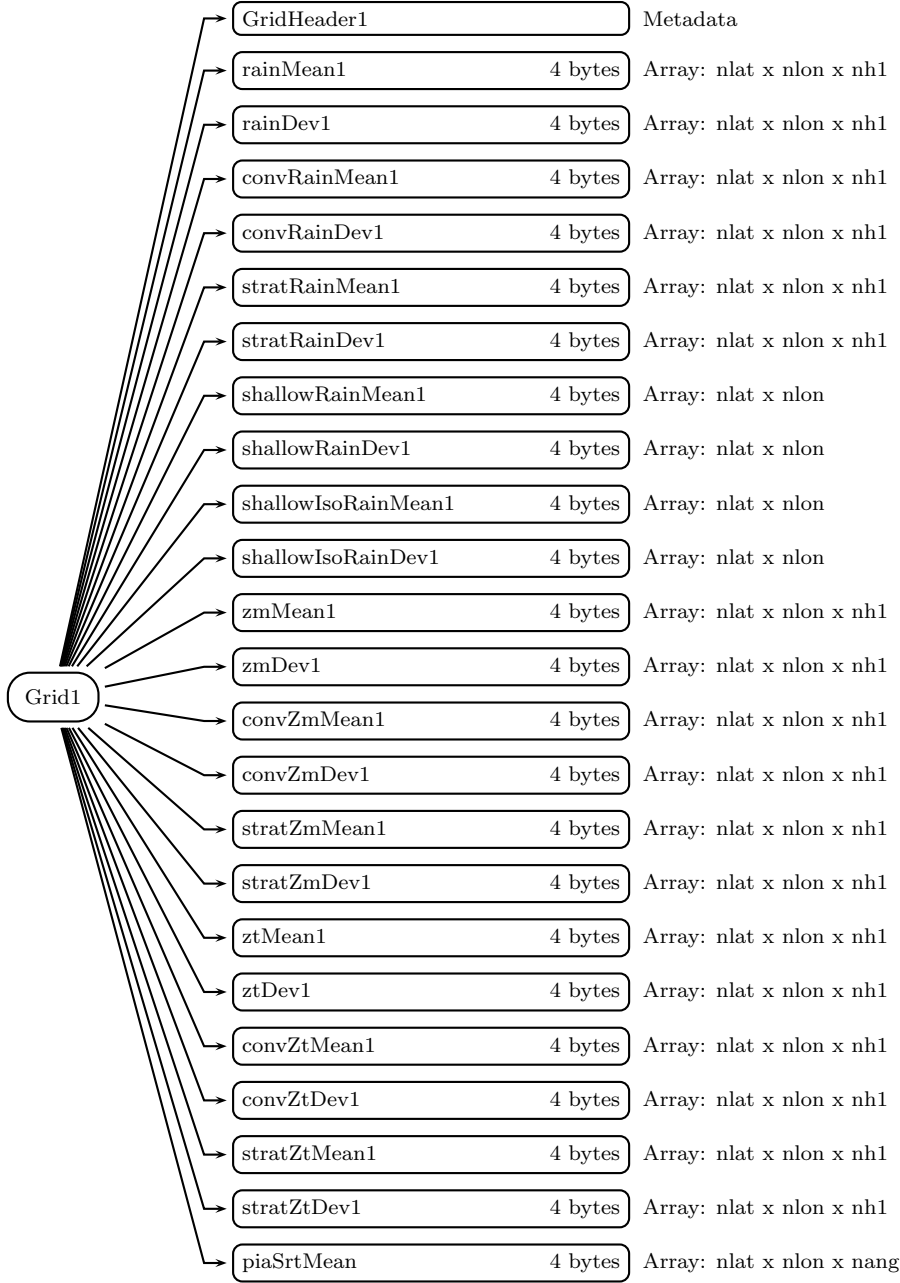 GridHeader1 Metadata
rainMean1 4 bytes Array: nlat x nlon x nh1
rainDev1 4 bytes Array: nlat x nlon x nh1
convRainMean1 4 bytes Array: nlat x nlon x nh1
convRainDev1 4 bytes Array: nlat x nlon x nh1
stratRainMean1 4 bytes Array: nlat x nlon x nh1
stratRainDev1 4 bytes Array: nlat x nlon x nh1
shallowRainMean1 4 bytes Array: nlat x nlon
shallowRainDev1 4 bytes Array: nlat x nlon
shallowIsoRainMean1 4 bytes Array: nlat x nlon
shallowIsoRainDev1 4 bytes Array: nlat x nlon
zmMean1 4 bytes Array: nlat x nlon x nh1
zmDev1 4 bytes Array: nlat x nlon x nh1
Grid1
convZmMean1 4 bytes Array: nlat x nlon x nh1
convZmDev1 4 bytes Array: nlat x nlon x nh1
stratZmMean1 4 bytes Array: nlat x nlon x nh1
stratZmDev1 4 bytes Array: nlat x nlon x nh1
ztMean1 4 bytes Array: nlat x nlon x nh1
ztDev1 4 bytes Array: nlat x nlon x nh1
convZtMean1 4 bytes Array: nlat x nlon x nh1
convZtDev1 4 bytes Array: nlat x nlon x nh1
stratZtMean1 4 bytes Array: nlat x nlon x nh1
stratZtDev1 4 bytes Array: nlat x nlon x nh1
piaSrtMean 4 bytes Array: nlat x nlon x nang